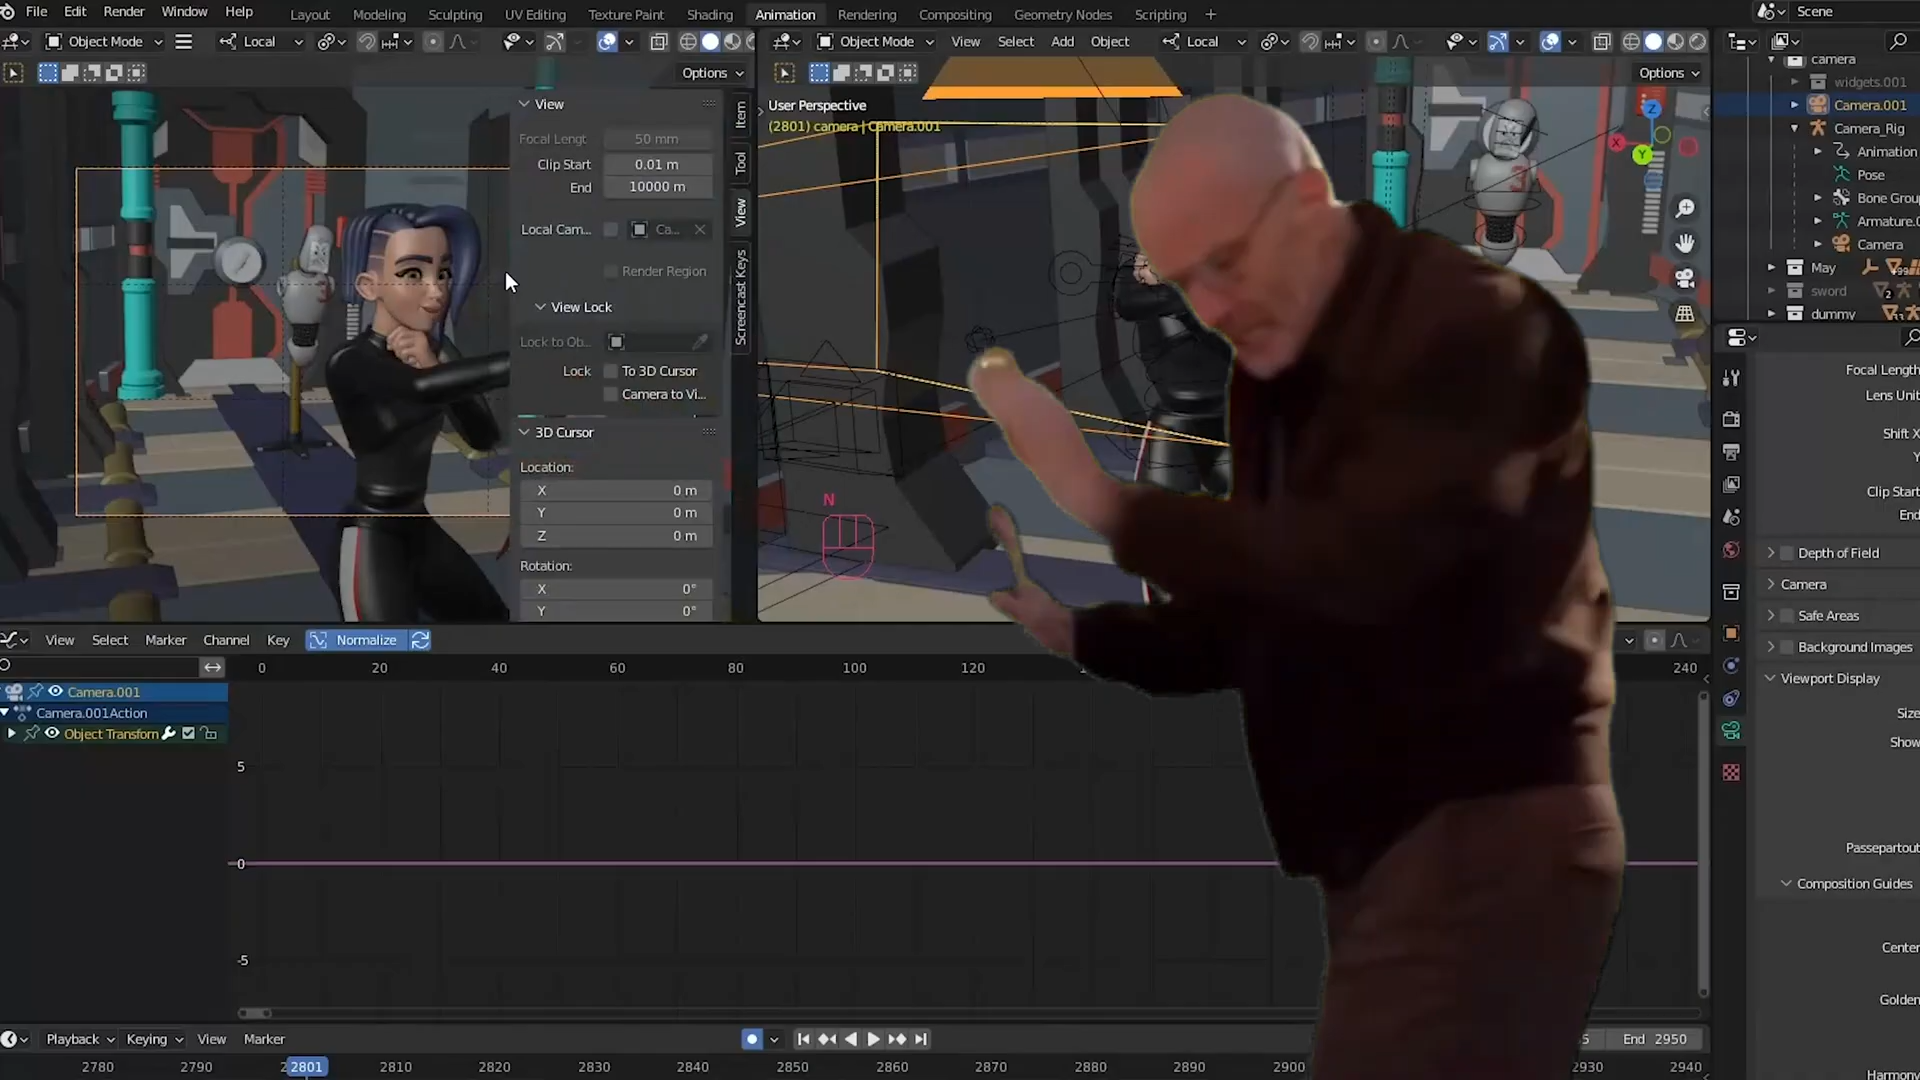 File Edit Render Window Help Layout Modeling Sculpting UV Editing Texture Paint Shading Animation Rendering Compositing Geometry Nodes Scripting + Scene
Object Mode Local
Object Mode View Select Add Object Local
Options
Options
View
Focal Lengt 50 mm
Clip Start 0.01 m
End 10000 m
Local Cam... Ca...
Render Region
View Lock
Lock to Ob...
Lock To 3D Cursor
Camera to Vi...
3D Cursor
Location:
X 0 m
Y 0 m
Z 0 m
Rotation:
X 0°
Y 0°
Item
Tool
View
Screencast Keys
User Perspective
(2801) camera | Camera.001
N
Z
X
Y
camera
widgets.001
Camera.001
Camera_Rig
Animation
Pose
Bone Grou
Armature.0
Camera
May
sword 2
dummy
Focal Length
Lens Unit
Shift X
Y
Clip Start
End
Depth of Field
Camera
Safe Areas
Background Images
Viewport Display
Size
Show
Passepartout
Composition Guides
Center
Golden
Harmony
View Select Marker Channel Key Normalize
0 20 40 60 80 100 120 240
Camera.001
Camera.001Action
Object Transforn
5
0
-5
Playback Keying View Marker
5 End 2950
2780 2790 2801 2810 2820 2830 2840 2850 2860 2870 2880 2890 2900 2930 2940